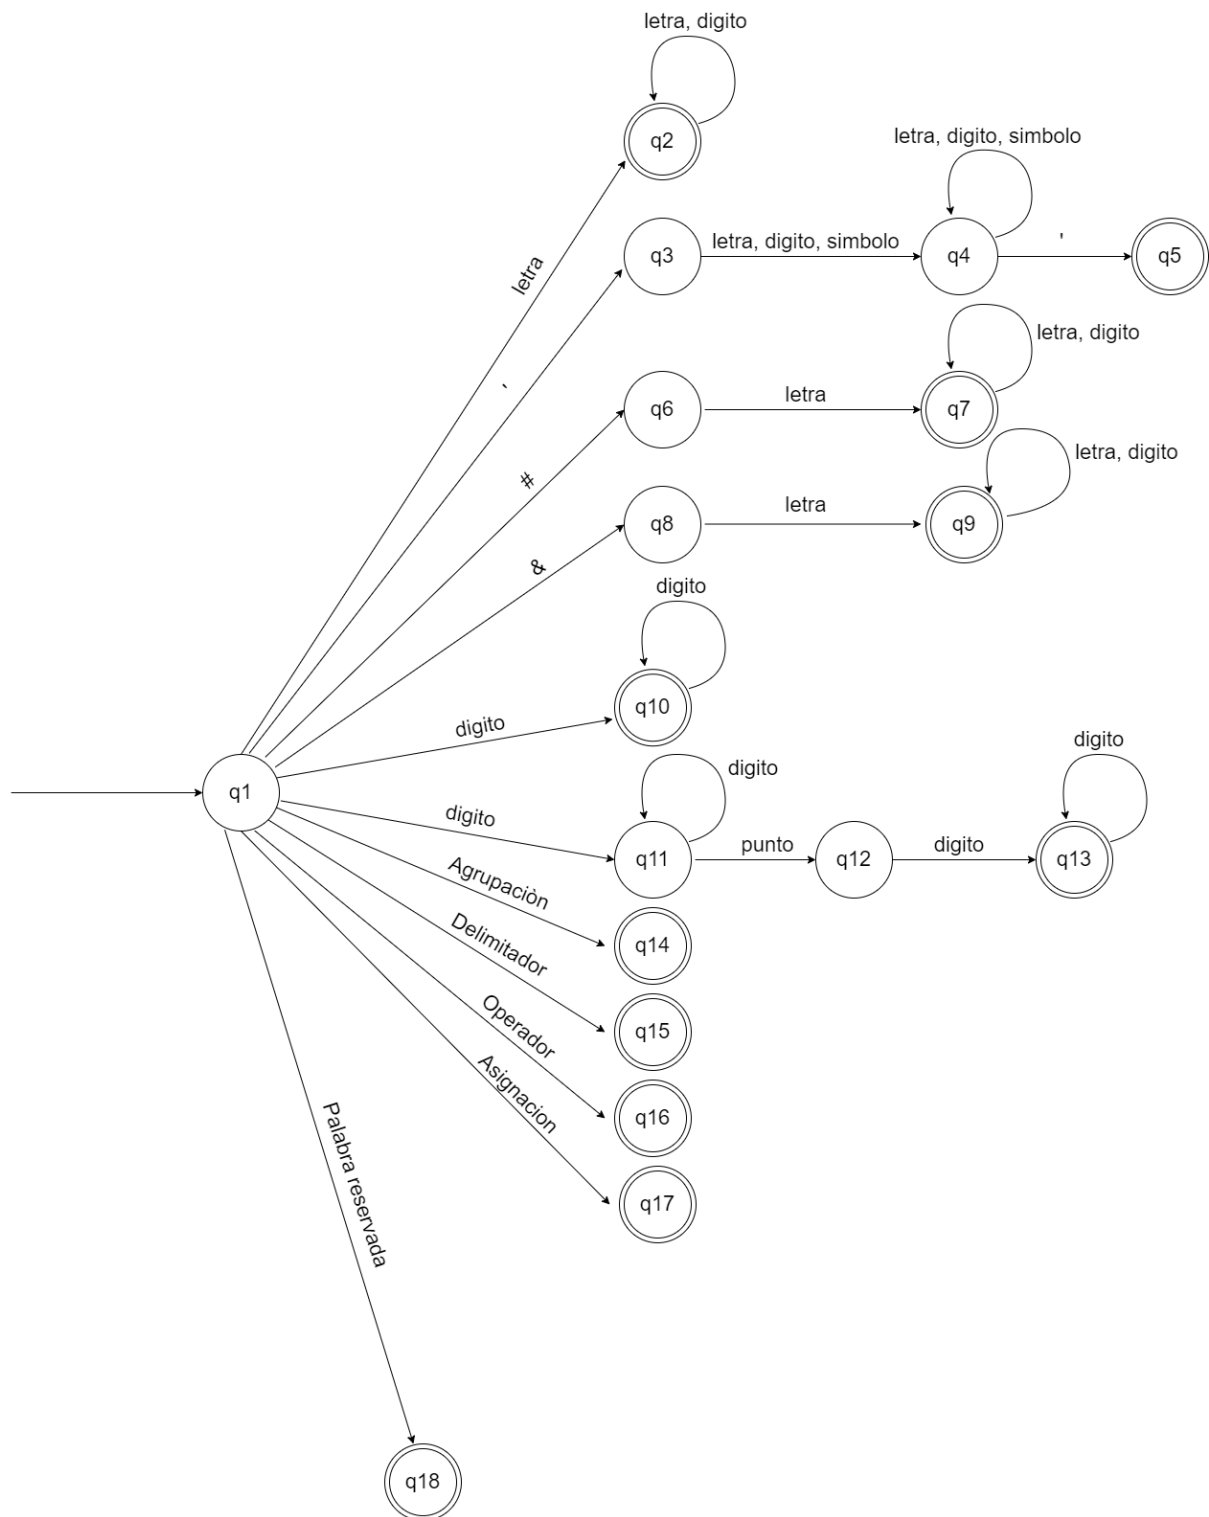 letra, digito
q2
letra, digito, simbolo
letra
q3
letra, digito, simbolo
q4
'
q5
'
letra, digito
q6
letra
q7
#
letra, digito
q8
letra
q9
&
digito
q10
digito
digito
digito
q1
digito
q11
punto
q12
digito
q13
Agrupaciòn
q14
Delimitador
q15
Operador
q16
Asignacion
q17
Palabra reservada
q18